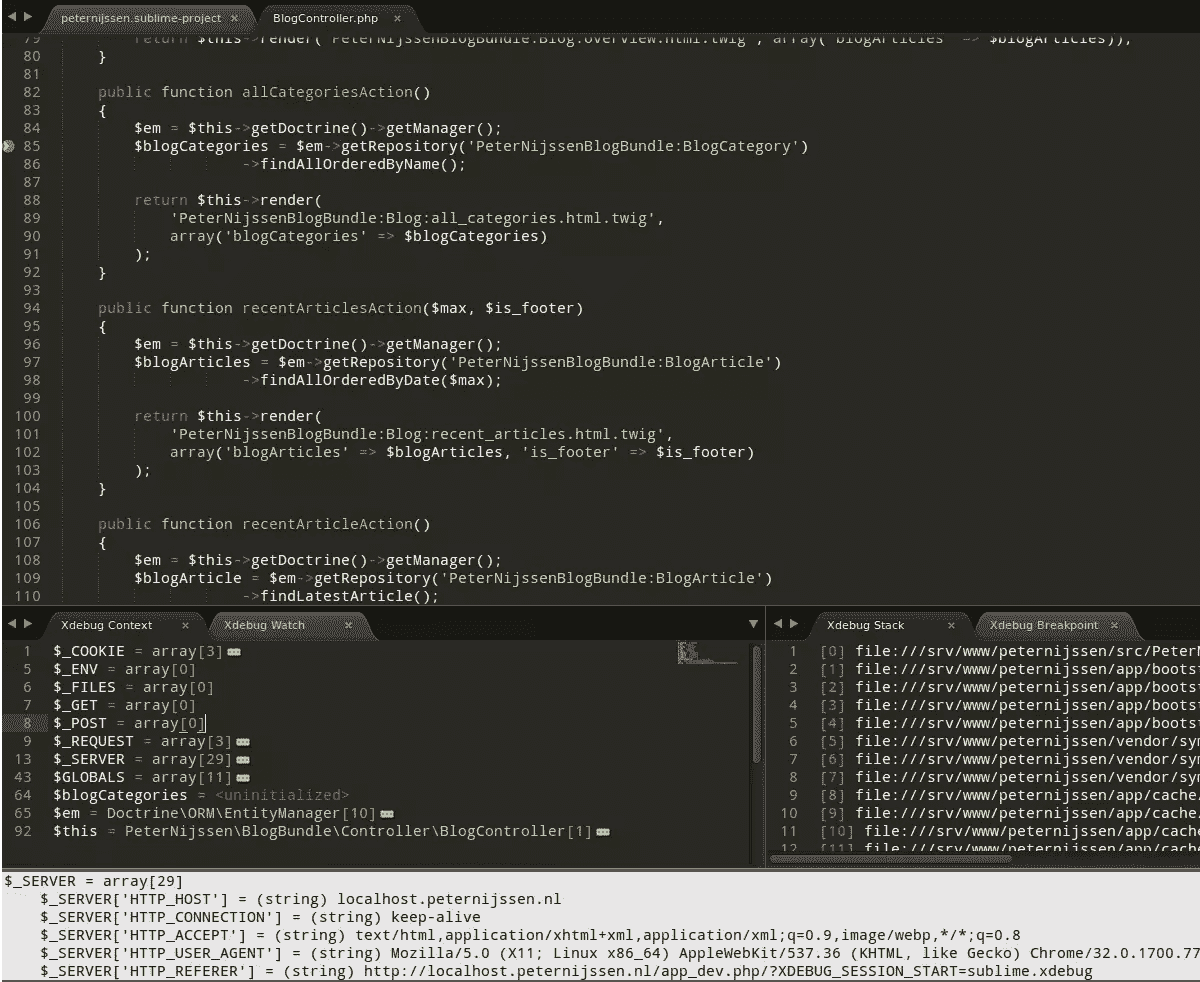 peternijssen.sublime-project × BlogController.php ×
79 return $this->render('PeterNijssenBlogBundle:Blog:overview.html.twig', array('blogArticles' => $blogArticles));
80 }
81
82 public function allCategoriesAction()
83 {
84 $em = $this->getDoctrine()->getManager();
85 $blogCategories = $em->getRepository('PeterNijssenBlogBundle:BlogCategory')
86 ->findAllOrderedByName();
87
88 return $this->render(
89 'PeterNijssenBlogBundle:Blog:all_categories.html.twig',
90 array('blogCategories' => $blogCategories)
91 );
92 }
93
94 public function recentArticlesAction($max, $is_footer)
95 {
96 $em = $this->getDoctrine()->getManager();
97 $blogArticles = $em->getRepository('PeterNijssenBlogBundle:BlogArticle')
98 ->findAllOrderedByDate($max);
99
100 return $this->render(
101 'PeterNijssenBlogBundle:Blog:recent_articles.html.twig',
102 array('blogArticles' => $blogArticles, 'is_footer' => $is_footer)
103 );
104 }
105
106 public function recentArticleAction()
107 {
108 $em = $this->getDoctrine()->getManager();
109 $blogArticle = $em->getRepository('PeterNijssenBlogBundle:BlogArticle')
110 ->findLatestArticle();
Xdebug Context × Xdebug Watch ×
1 $_COOKIE = array[3]
5 $_ENV = array[0]
6 $_FILES = array[0]
7 $_GET = array[0]
8 $_POST = array[0]
9 $_REQUEST = array[3]
13 $_SERVER = array[29]
43 $GLOBALS = array[11]
64 $blogCategories = <uninitialized>
65 $em = Doctrine\ORM\EntityManager[10]
92 $this = PeterNijssen\BlogBundle\Controller\BlogController[1]
Xdebug Stack × Xdebug Breakpoint ×
1 [0] file:///srv/www/peternijssen/src/PeterN
2 [1] file:///srv/www/peternijssen/app/bootst
3 [2] file:///srv/www/peternijssen/app/bootst
4 [3] file:///srv/www/peternijssen/app/bootst
5 [4] file:///srv/www/peternijssen/app/bootst
6 [5] file:///srv/www/peternijssen/vendor/sym
7 [6] file:///srv/www/peternijssen/vendor/sym
8 [7] file:///srv/www/peternijssen/vendor/sym
9 [8] file:///srv/www/peternijssen/app/cache/
10 [9] file:///srv/www/peternijssen/app/cache/
11 [10] file:///srv/www/peternijssen/app/cache
12 [11] file:///srv/www/peternijssen/app/cache
$_SERVER = array[29]
$_SERVER['HTTP_HOST'] = (string) localhost.peternijssen.nl
$_SERVER['HTTP_CONNECTION'] = (string) keep-alive
$_SERVER['HTTP_ACCEPT'] = (string) text/html,application/xhtml+xml,application/xml;q=0.9,image/webp,*/*;q=0.8
$_SERVER['HTTP_USER_AGENT'] = (string) Mozilla/5.0 (X11; Linux x86_64) AppleWebKit/537.36 (KHTML, like Gecko) Chrome/32.0.1700.77
$_SERVER['HTTP_REFERER'] = (string) http://localhost.peternijssen.nl/app_dev.php/?XDEBUG_SESSION_START=sublime.xdebug